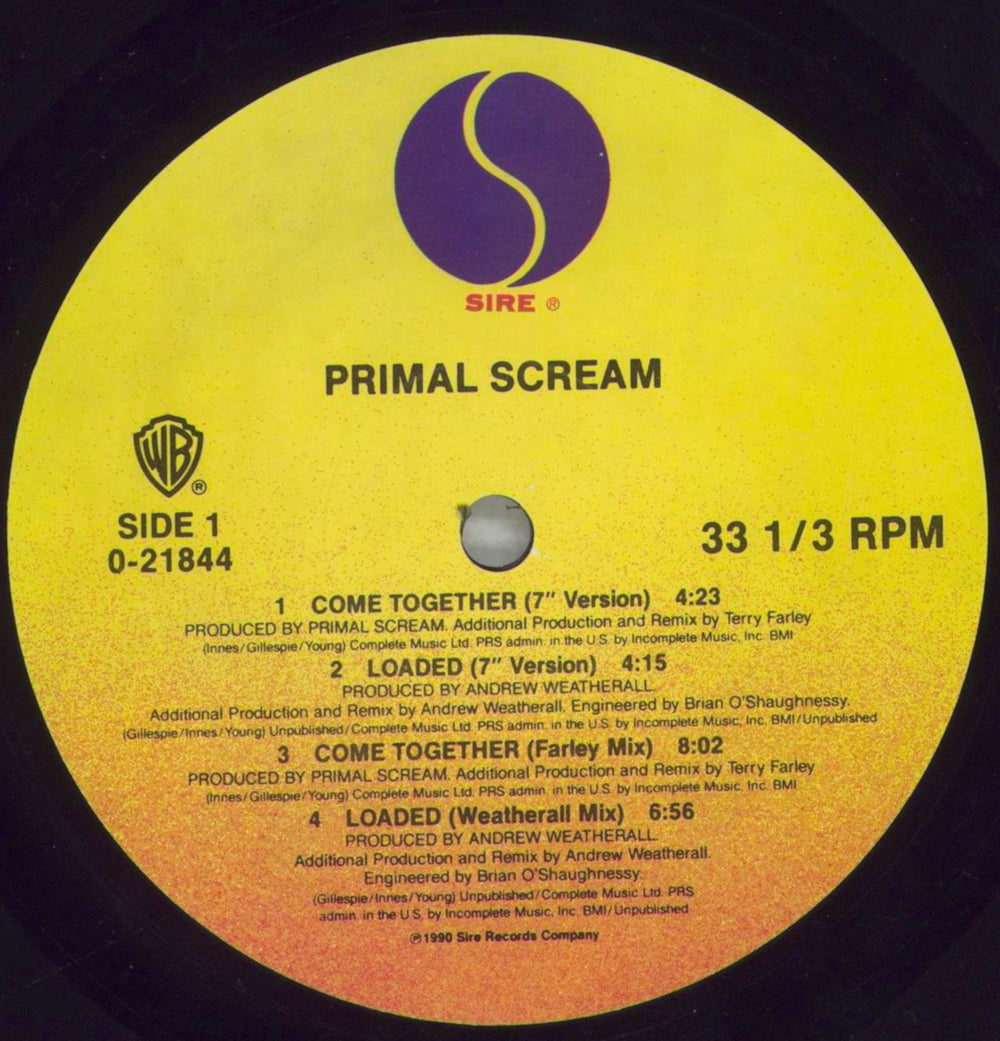 SIRE ®
PRIMAL SCREAM
WB ®
SIDE 1
0-21844
33 1/3 RPM
1 COME TOGETHER (7" Version) 4:23
PRODUCED BY PRIMAL SCREAM. Additional Production and Remix by Terry Farley
(Innes/Gillespie/Young) Complete Music Ltd. PRS admin. in the U.S. by Incomplete Music, Inc. BMI
2 LOADED (7" Version) 4:15
PRODUCED BY ANDREW WEATHERALL.
Additional Production and Remix by Andrew Weatherall. Engineered by Brian O'Shaughnessy.
(Gillespie/Innes/Young) Unpublished/Complete Music Ltd. PRS admin. in the U.S. by Incomplete Music, Inc. BMI/Unpublished
3 COME TOGETHER (Farley Mix) 8:02
PRODUCED BY PRIMAL SCREAM. Additional Production and Remix by Terry Farley
(Innes/Gillespie/Young) Complete Music Ltd. PRS admin. in the U.S. by Incomplete Music, Inc. BMI
4 LOADED (Weatherall Mix) 6:56
PRODUCED BY ANDREW WEATHERALL.
Additional Production and Remix by Andrew Weatherall.
Engineered by Brian O'Shaughnessy.
(Gillespie/Innes/Young) Unpublished/Complete Music Ltd. PRS
admin. in the U.S. by Incomplete Music, Inc. BMI/Unpublished
℗1990 Sire Records Company